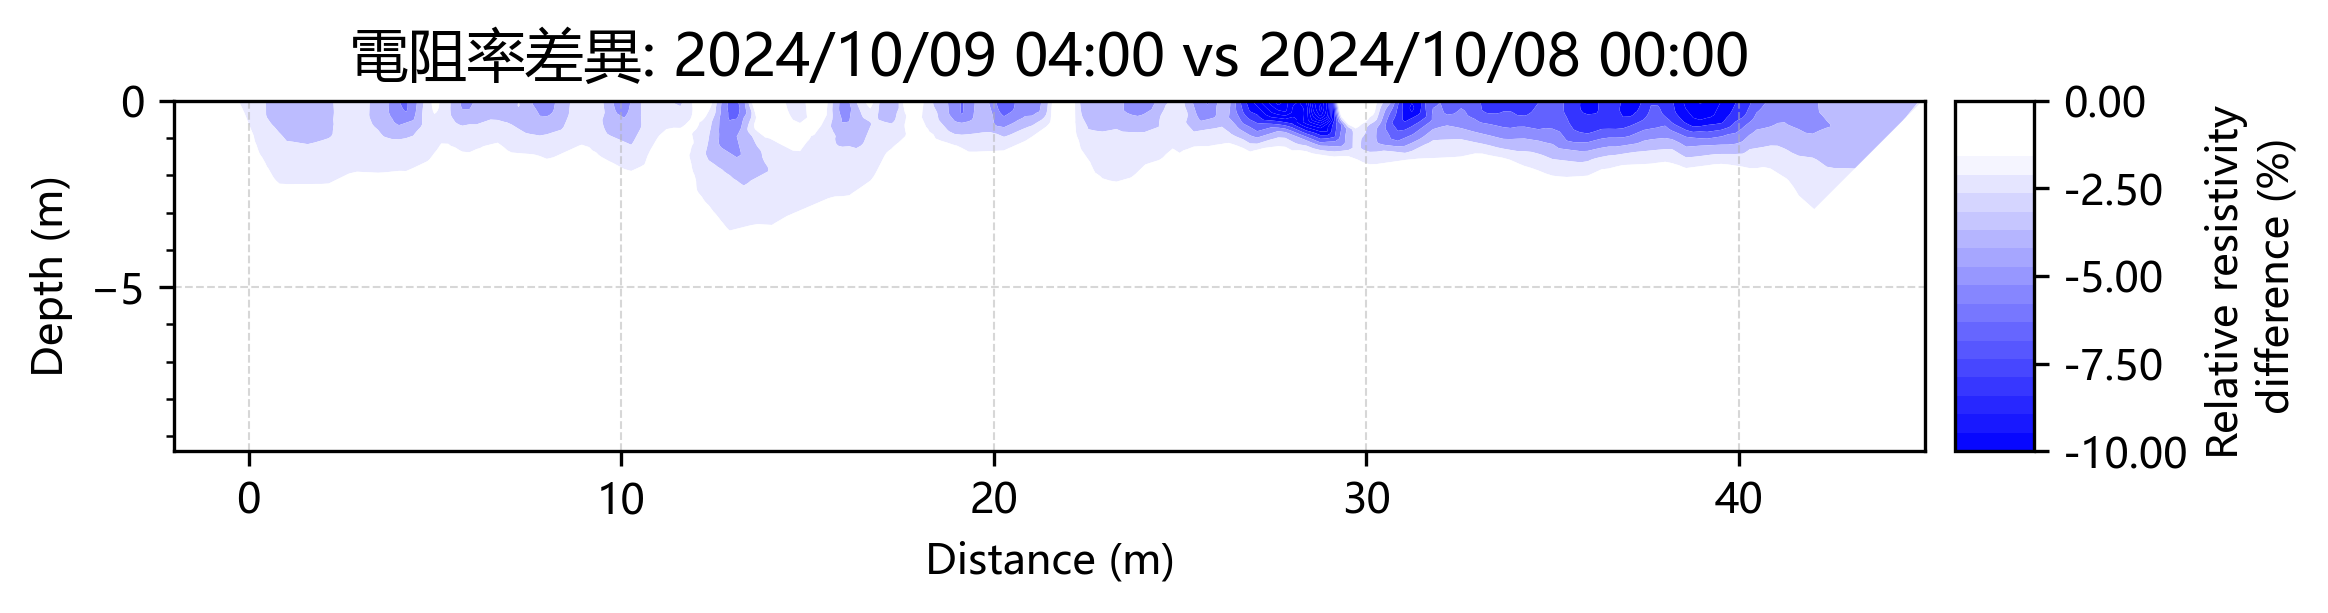 電阻率差異: 2024/10/09 04:00 vs 2024/10/08 00:00
0
−5
Depth (m)
0
10
20
30
40
Distance (m)
0.00
-2.50
-5.00
-7.50
-10.00
Relative resistivity
difference (%)